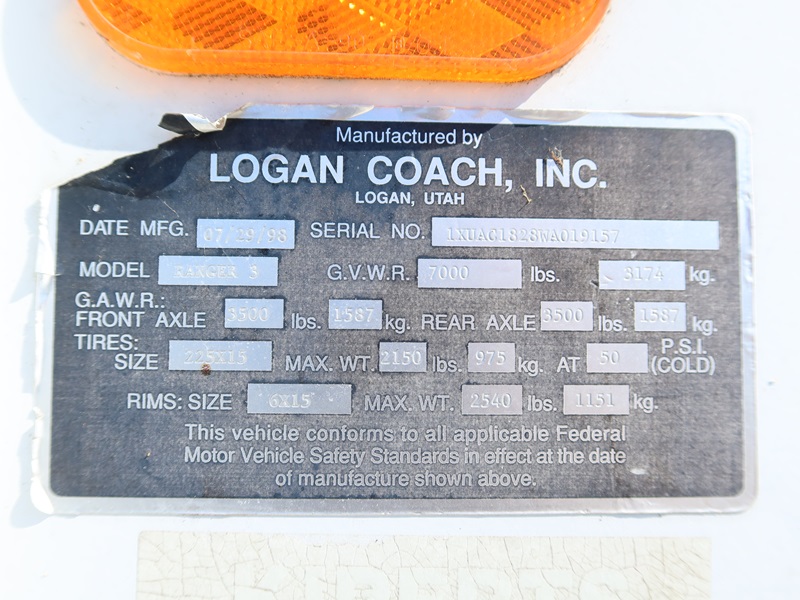 Manufactured by
LOGAN COACH, INC.
LOGAN, UTAH
DATE MFG. 07/29/98 SERIAL NO. 1XUAG1828WA019157
MODEL RANGER 3 G.V.W.R. 7000 lbs. 3174 kg.
G.A.W.R.:
FRONT AXLE 3500 lbs. 1587 kg. REAR AXLE 3500 lbs. 1587 kg.
TIRES:
SIZE 225X15 MAX. WT. 2150 lbs. 975 kg. AT 50 P.S.I. (COLD)
RIMS: SIZE 6X15 MAX. WT. 2540 lbs. 1151 kg.
This vehicle conforms to all applicable Federal
Motor Vehicle Safety Standards in effect at the date
of manufacture shown above.